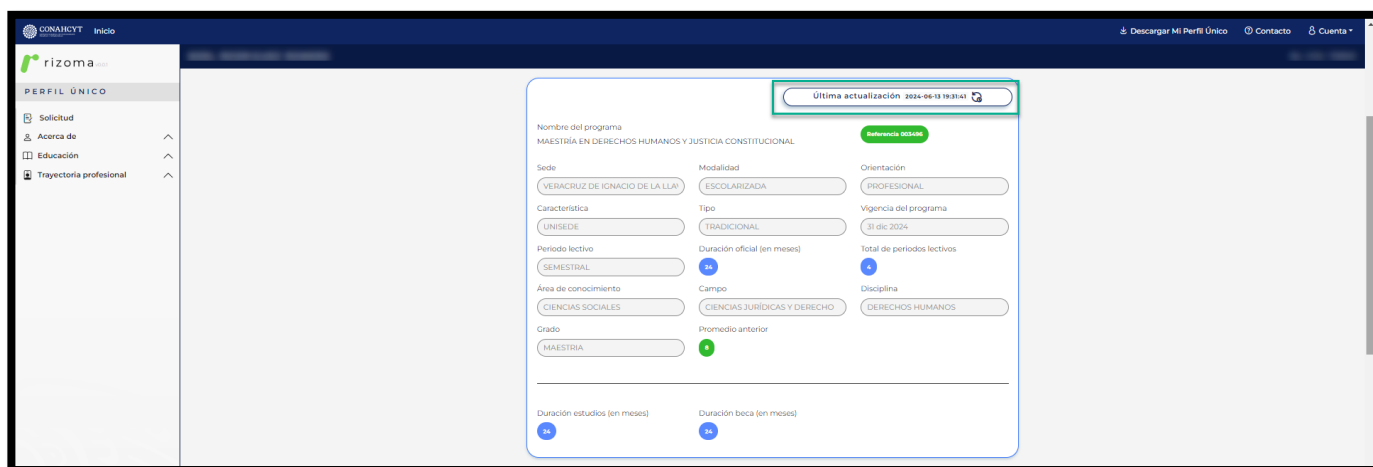 CONAHCYT Inicio
Descargar Mi Perfil Único Contacto Cuenta
rizoma
PERFIL ÚNICO
Solicitud
Acerca de
Educación
Trayectoria profesional
Última actualización 2024-06-13 19:31:41
Nombre del programa
MAESTRÍA EN DERECHOS HUMANOS Y JUSTICIA CONSTITUCIONAL
Referencia 003496
Sede Modalidad Orientación
VERACRUZ DE IGNACIO DE LA LLAV ESCOLARIZADA PROFESIONAL
Característica Tipo Vigencia del programa
UNISEDE TRADICIONAL 31 dic 2024
Periodo lectivo Duración oficial (en meses) Total de periodos lectivos
SEMESTRAL 24 4
Área de conocimiento Campo Disciplina
CIENCIAS SOCIALES CIENCIAS JURÍDICAS Y DERECHO DERECHOS HUMANOS
Grado Promedio anterior
MAESTRIA 8
Duración estudios (en meses) Duración beca (en meses)
24 24